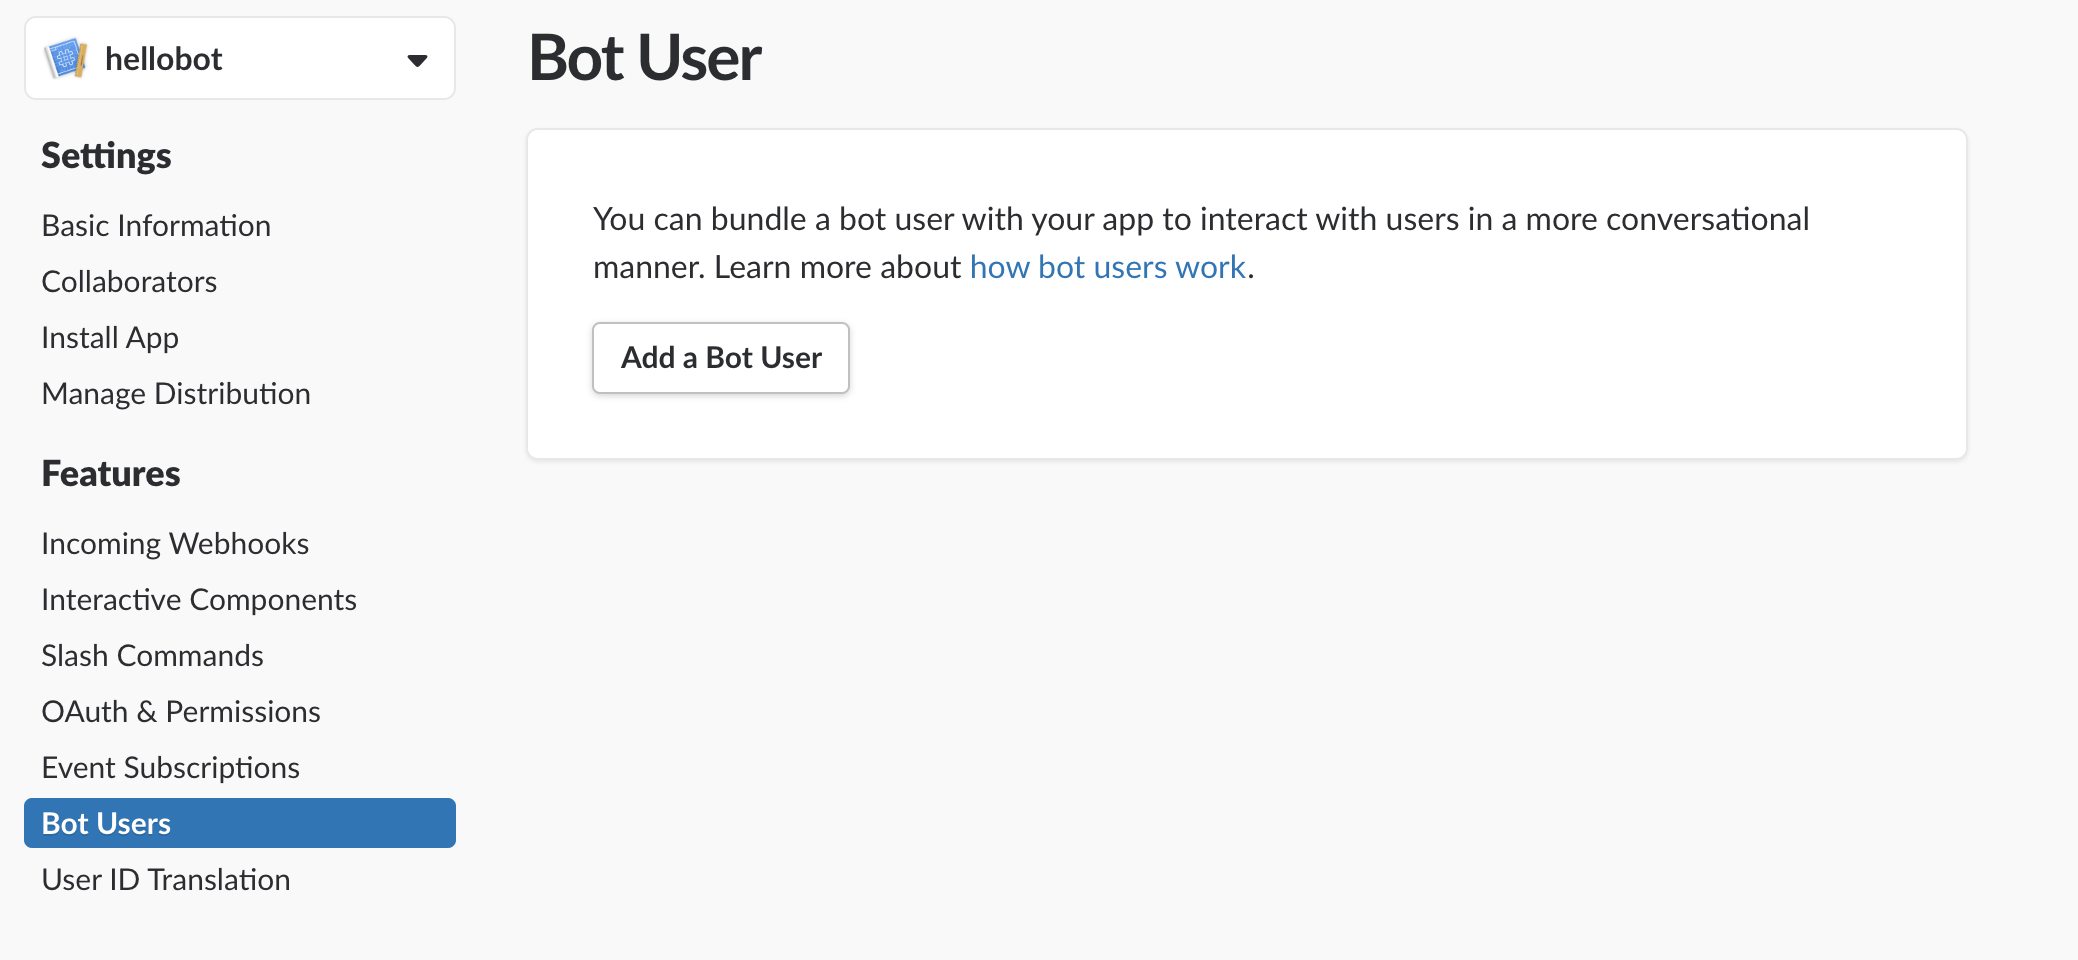 hellobot
Settings
Basic Information
Collaborators
Install App
Manage Distribution
Features
Incoming Webhooks
Interactive Components
Slash Commands
OAuth & Permissions
Event Subscriptions
Bot Users
User ID Translation
Bot User
You can bundle a bot user with your app to interact with users in a more conversational
manner. Learn more about how bot users work.
Add a Bot User